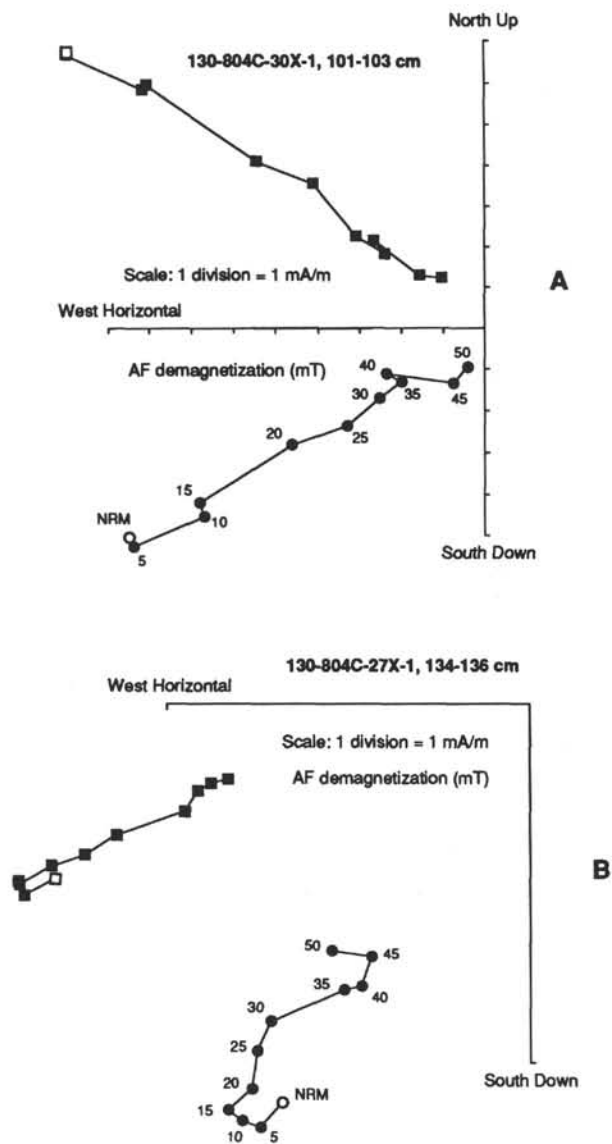 North Up
130-804C-30X-1, 101-103 cm
Scale: 1 division = 1 mA/m
A
West Horizontal
AF demagnetization (mT)
50
40
45
30
35
20
25
15
NRM
10
5
South Down
130-804C-27X-1, 134-136 cm
West Horizontal
Scale: 1 division = 1 mA/m
AF demagnetization (mT)
B
50
45
35
40
30
25
20
South Down
NRM
15
10
5